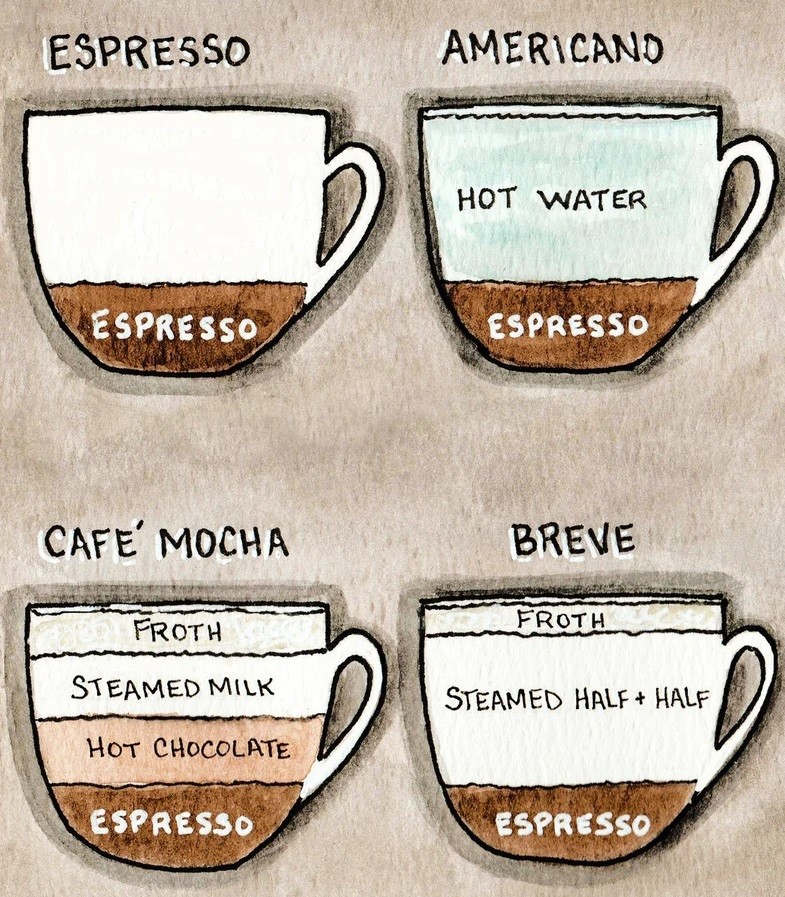 ESPRESSO
AMERICANO
HOT WATER
ESPRESSO
ESPRESSO
CAFE´ MOCHA
BREVE
FROTH
FROTH
STEAMED MILK
STEAMED HALF + HALF
HOT CHOCOLATE
ESPRESSO
ESPRESSO